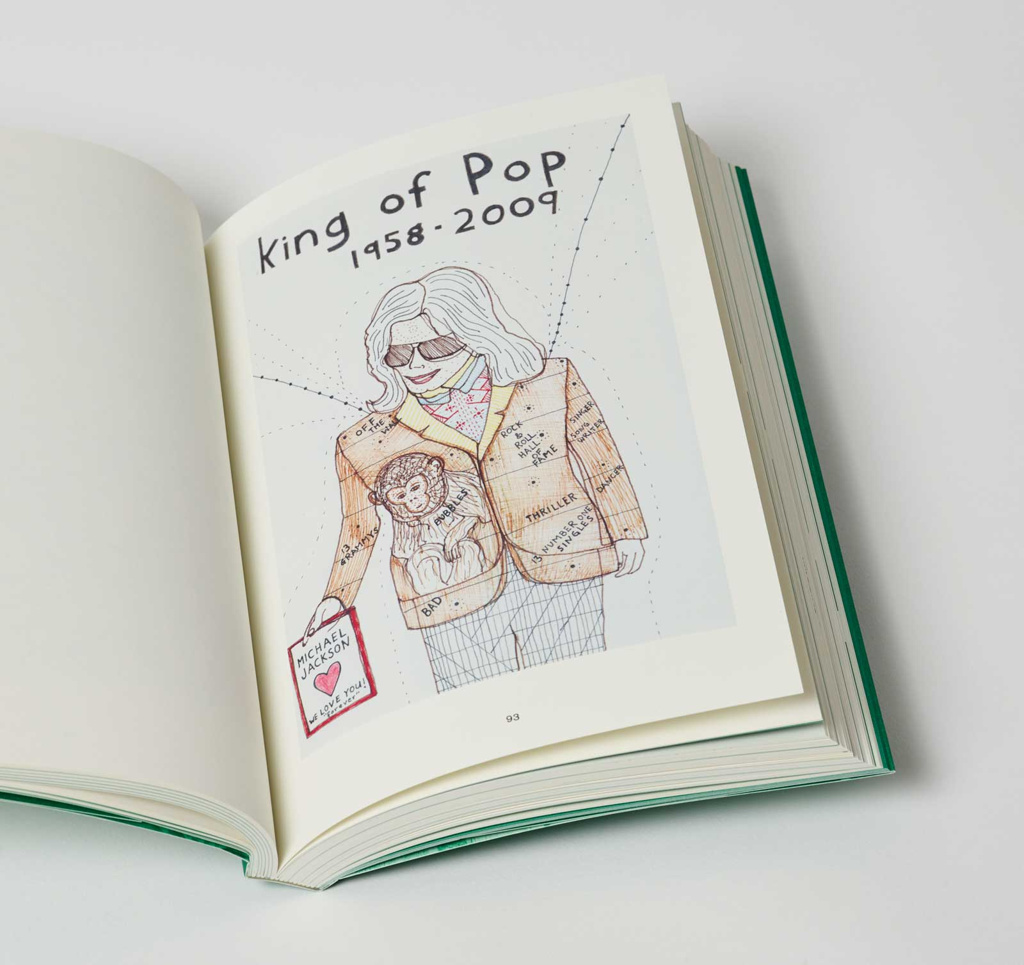 King of Pop
1958-2009
OFF
THE WALL
ROCK
&
ROLL
HALL
OF
FAME
SINGER
SONG
WRITER
DANCER
BUBBLES
THRILLER
13 NUMBER ONE
SINGLES
13
GRAMMYS
BAD
MICHAEL
JACKSON
WE LOVE YOU!
"forever"
93